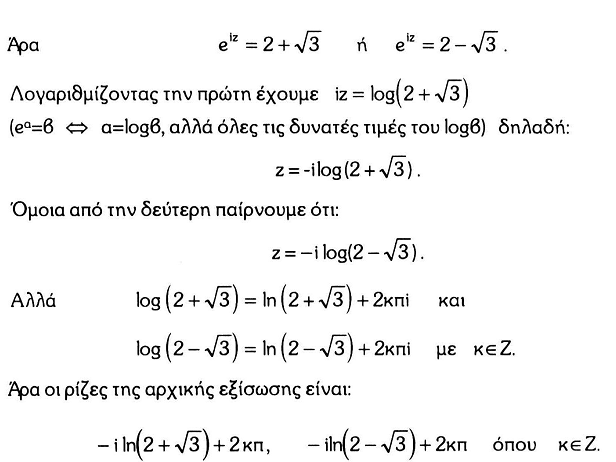 Άρα e^{iz} = 2 + √3 ή e^{iz} = 2 − √3 .
Λογαριθμίζοντας την πρώτη έχουμε iz = log(2 + √3)
(e^α=β ⇔ α=logβ, αλλά όλες τις δυνατές τιμές του logβ) δηλαδή:
z = -i log(2 + √3) .
Όμοια από την δεύτερη παίρνουμε ότι:
z = − i log(2 − √3) .
Αλλά log (2 + √3) = ln (2 + √3) + 2κπi και
log (2 − √3) = ln (2 − √3) + 2κπi με κ∈Z.
Άρα οι ρίζες της αρχικής εξίσωσης είναι:
− i ln(2 + √3) + 2κπ, − iln(2 − √3) + 2κπ όπου κ∈Z.